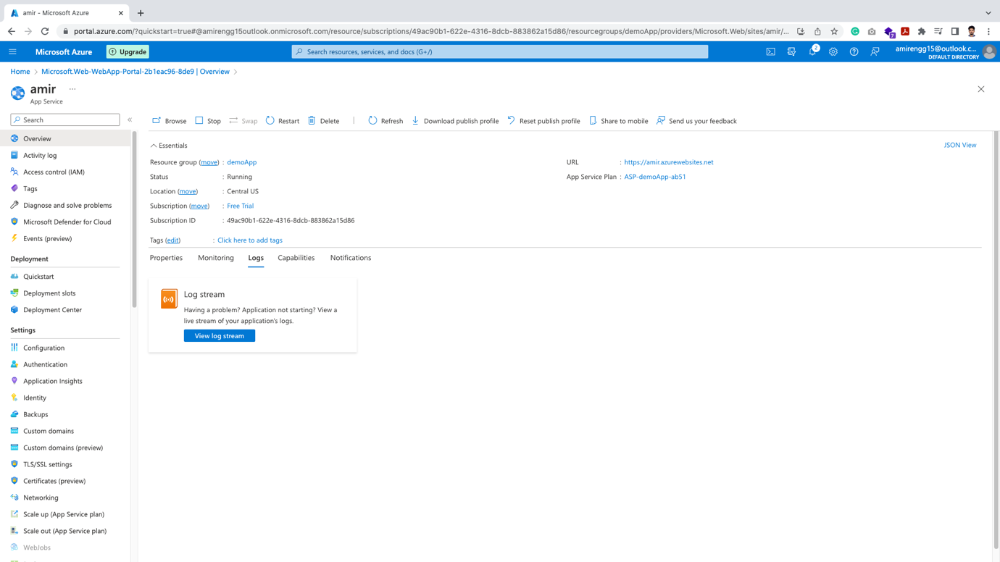 amir - Microsoft Azure
portal.azure.com/?quickstart=true#@amirengg15outlook.onmicrosoft.com/resource/subscriptions/49ac90b1-622e-4316-8dcb-883862a15d86/resourcegroups/demoApp/providers/Microsoft.Web/sites/amir/...
7
Microsoft Azure
Upgrade
Search resources, services, and docs (G+/)
2
amirengg15@outlook.c...
DEFAULT DIRECTORY
Home > Microsoft.Web-WebApp-Portal-2b1eac96-8de9 | Overview >
amir ...
App Service
Search
Browse Stop Swap Restart Delete Refresh Download publish profile Reset publish profile Share to mobile Send us your feedback
Overview
Activity log
Access control (IAM)
Tags
Diagnose and solve problems
Microsoft Defender for Cloud
Events (preview)
Deployment
Quickstart
Deployment slots
Deployment Center
Settings
Configuration
Authentication
Application Insights
Identity
Backups
Custom domains
Custom domains (preview)
TLS/SSL settings
Certificates (preview)
Networking
Scale up (App Service plan)
Scale out (App Service plan)
WebJobs
Essentials
JSON View
Resource group (move) : demoApp
Status : Running
Location (move) : Central US
Subscription (move) : Free Trial
Subscription ID : 49ac90b1-622e-4316-8dcb-883862a15d86
URL : https://amir.azurewebsites.net
App Service Plan : ASP-demoApp-ab51
Tags (edit) : Click here to add tags
Properties Monitoring Logs Capabilities Notifications
Log stream
Having a problem? Application not starting? View a
live stream of your application's logs.
View log stream